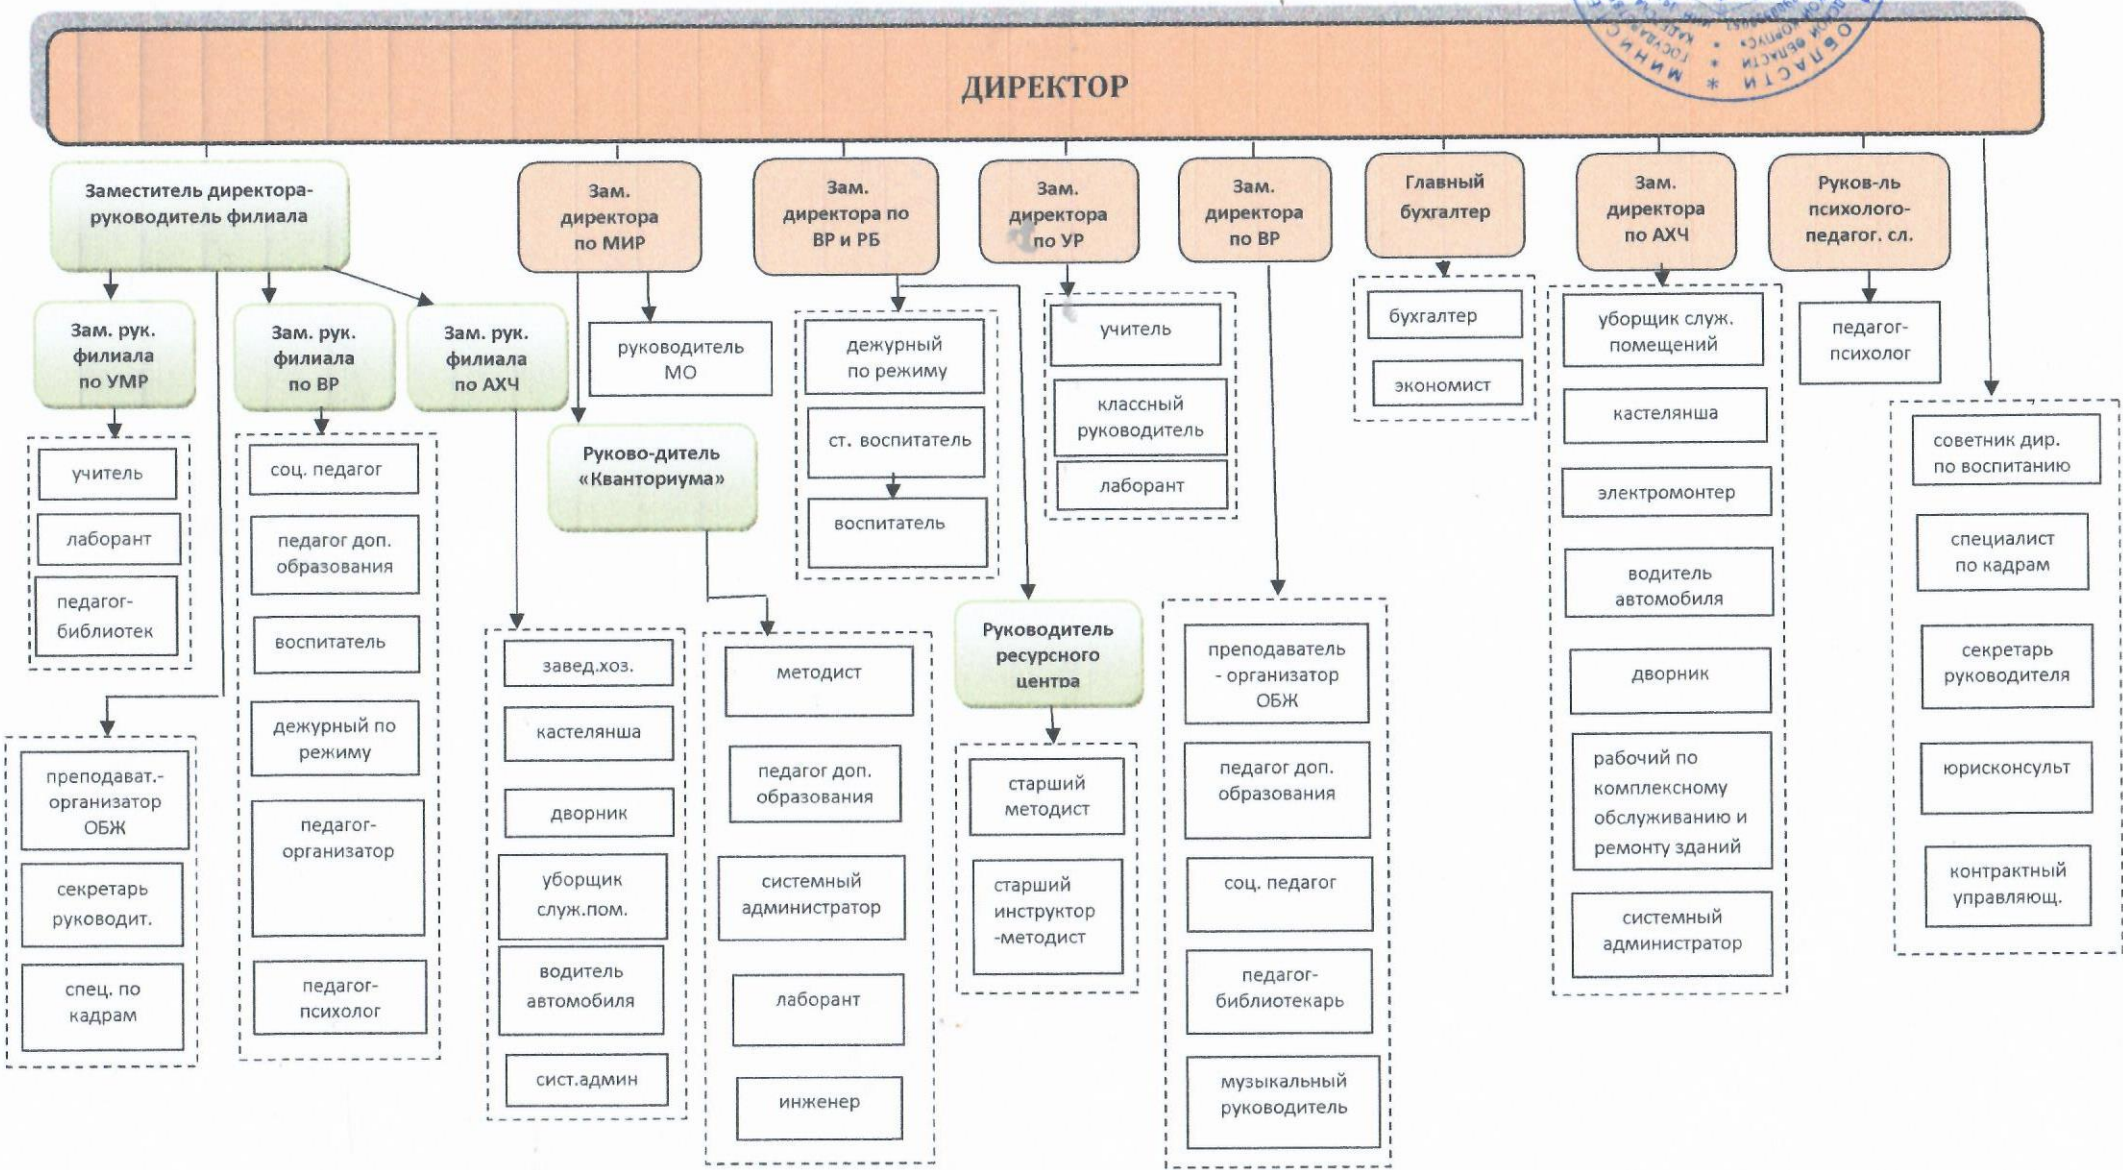 ДИРЕКТОР
Заместитель директора-
руководитель филиала
Зам.
директора
по МИР
Зам.
директора по
ВР и РБ
Зам.
директора
по УР
Зам.
директора
по ВР
Главный
бухгалтер
Зам.
директора
по АХЧ
Руков-ль
психолого-
педагог. сл.
Зам. рук.
филиала
по УМР
Зам. рук.
филиала
по ВР
Зам. рук.
филиала
по АХЧ
учитель
лаборант
педагог-
библиотек
преподават.-
организатор
ОБЖ
секретарь
руководит.
спец. по
кадрам
соц. педагог
педагог доп.
образования
воспитатель
дежурный по
режиму
педагог-
организатор
педагог-
психолог
завед.хоз.
кастелянша
дворник
уборщик
служ.пом.
водитель
автомобиля
сист.админ
руководитель
МО
Руково-дитель
«Кванториума»
методист
педагог доп.
образования
системный
администратор
лаборант
инженер
дежурный
по режиму
ст. воспитатель
воспитатель
Руководитель
ресурсного
центра
старший
методист
старший
инструктор
-методист
учитель
классный
руководитель
лаборант
преподаватель
- организатор
ОБЖ
педагог доп.
образования
соц. педагог
педагог-
библиотекарь
музыкальный
руководитель
бухгалтер
экономист
уборщик служ.
помещений
кастелянша
электромонтер
водитель
автомобиля
дворник
рабочий по
комплексному
обслуживанию и
ремонту зданий
системный
администратор
педагог-
психолог
советник дир.
по воспитанию
специалист
по кадрам
секретарь
руководителя
юрисконсульт
контрактный
управляющ.